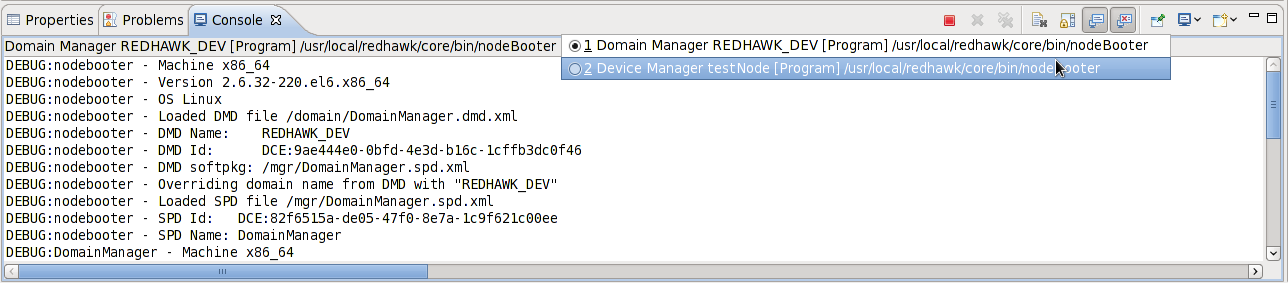 Properties Problems Console
Domain Manager REDHAWK_DEV [Program] /usr/local/redhawk/core/bin/nodeBooter
1 Domain Manager REDHAWK_DEV [Program] /usr/local/redhawk/core/bin/nodeBooter
2 Device Manager testNode [Program] /usr/local/redhawk/core/bin/nodeBooter
DEBUG:nodebooter - Machine x86_64
DEBUG:nodebooter - Version 2.6.32-220.el6.x86_64
DEBUG:nodebooter - OS Linux
DEBUG:nodebooter - Loaded DMD file /domain/DomainManager.dmd.xml
DEBUG:nodebooter - DMD Name:    REDHAWK_DEV
DEBUG:nodebooter - DMD Id:      DCE:9ae444e0-0bfd-4e3d-b16c-1cffb3dc0f46
DEBUG:nodebooter - DMD softpkg: /mgr/DomainManager.spd.xml
DEBUG:nodebooter - Overriding domain name from DMD with "REDHAWK_DEV"
DEBUG:nodebooter - Loaded SPD file /mgr/DomainManager.spd.xml
DEBUG:nodebooter - SPD Id:   DCE:82f6515a-de05-47f0-8e7a-1c9f621c00ee
DEBUG:nodebooter - SPD Name: DomainManager
DEBUG:DomainManager - Machine x86_64